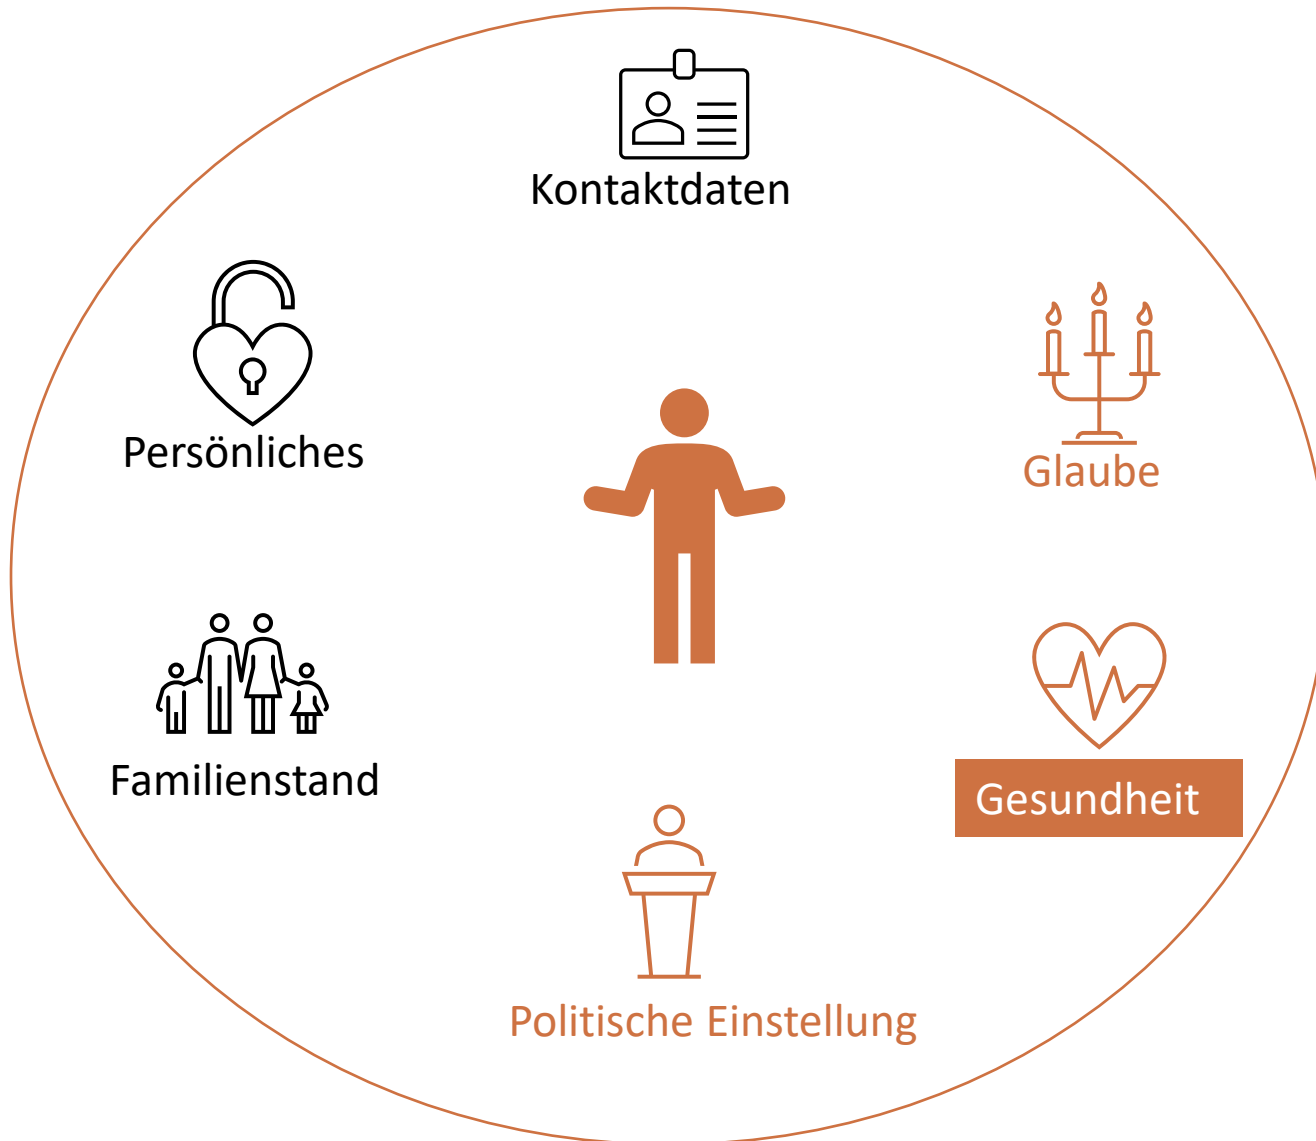 Kontaktdaten
Persönliches
Glaube
Familienstand
Gesundheit
Politische Einstellung